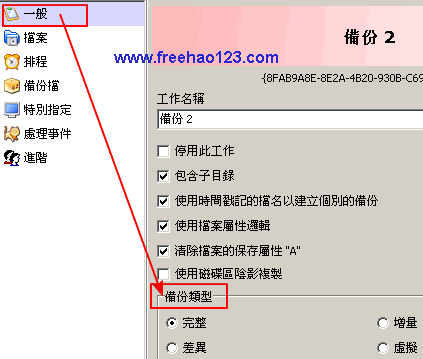 一般
檔案
排程
備份檔
特別指定
處理事件
進階
備份 2
www.freehao123.com
{8FAB9A8E-8E2A-4B20-930B-C69
工作名稱
備份 2
停用此工作
包含子目錄
使用時間戳記的檔名以建立個別的備份
使用檔案屬性邏輯
清除檔案的保存屬性 "A"
使用磁碟區陰影複製
備份類型
完整
增量
差異
虛擬